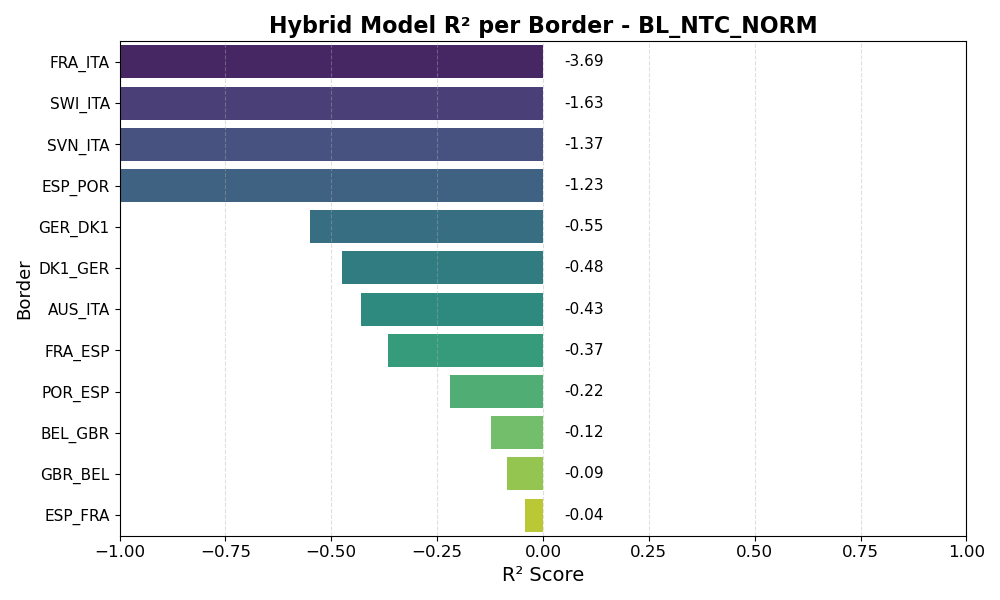 Hybrid Model R² per Border - BL_NTC_NORM
Border
FRA_ITA -3.69
SWI_ITA -1.63
SVN_ITA -1.37
ESP_POR -1.23
GER_DK1 -0.55
DK1_GER -0.48
AUS_ITA -0.43
FRA_ESP -0.37
POR_ESP -0.22
BEL_GBR -0.12
GBR_BEL -0.09
ESP_FRA -0.04
−1.00 −0.75 −0.50 −0.25 0.00 0.25 0.50 0.75 1.00
R² Score